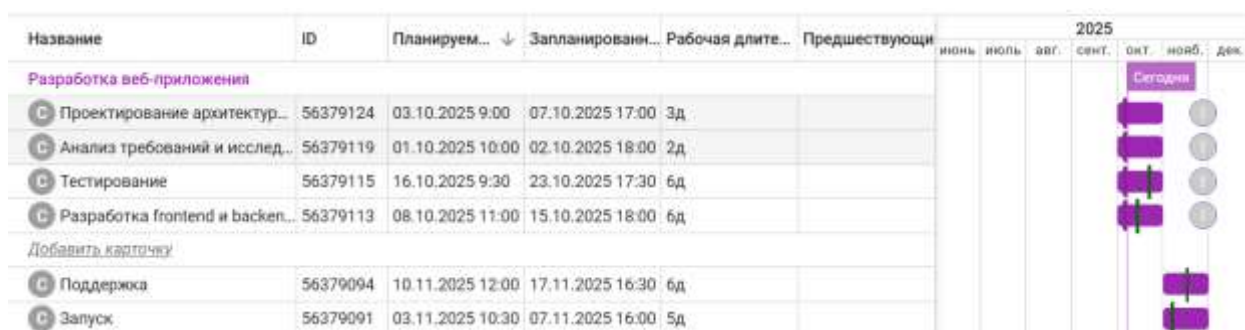 2025
Название ID Планируем... ↓ Запланированн... Рабочая длите... Предшествующи
июнь июль авг. сент. окт. нояб. дек.
Разработка веб-приложения Сегодня
С Проектирование архитектур... 56379124 03.10.2025 9:00 07.10.2025 17:00 3д
С Анализ требований и исслед... 56379119 01.10.2025 10:00 02.10.2025 18:00 2д
С Тестирование 56379115 16.10.2025 9:30 23.10.2025 17:30 6д
С Разработка frontend и backen... 56379113 08.10.2025 11:00 15.10.2025 18:00 6д
Добавить карточку
С Поддержка 56379094 10.11.2025 12:00 17.11.2025 16:30 6д
С Запуск 56379091 03.11.2025 10:30 07.11.2025 16:00 5д